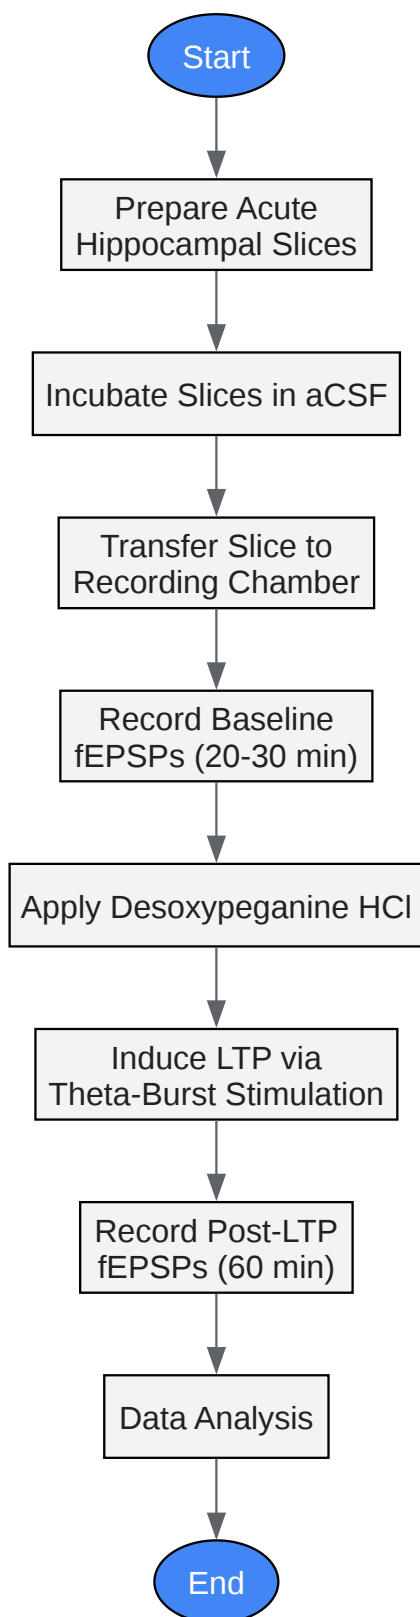 Start
Prepare Acute
Hippocampal Slices
Incubate Slices in aCSF
Transfer Slice to
Recording Chamber
Record Baseline
fEPSPs (20-30 min)
Apply Desoxypeganine HCl
Induce LTP via
Theta-Burst Stimulation
Record Post-LTP
fEPSPs (60 min)
Data Analysis
End